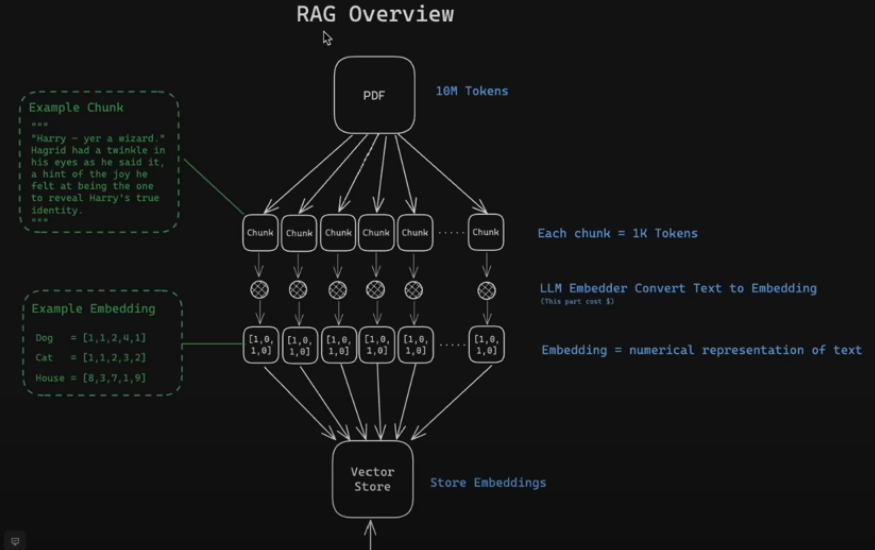 RAG Overview
PDF
10M Tokens
Example Chunk
"""
"Harry – yer a wizard."
Hagrid had a twinkle in
his eyes as he said it,
a hint of the joy he
felt at being the one
to reveal Harry's true
identity.
"""
Chunk Chunk Chunk Chunk Chunk ..... Chunk
Each chunk = 1K Tokens
LLM Embedder Convert Text to Embedding
(This part cost $)
Example Embedding
Dog = [1,1,2,4,1]
Cat = [1,1,2,3,2]
House = [8,3,7,1,9]
[1,0, [1,0, [1,0, [1,0, [1,0, ..... [1,0,
1,0] 1,0] 1,0] 1,0] 1,0] 1,0]
Embedding = numerical representation of text
Vector
Store
Store Embeddings